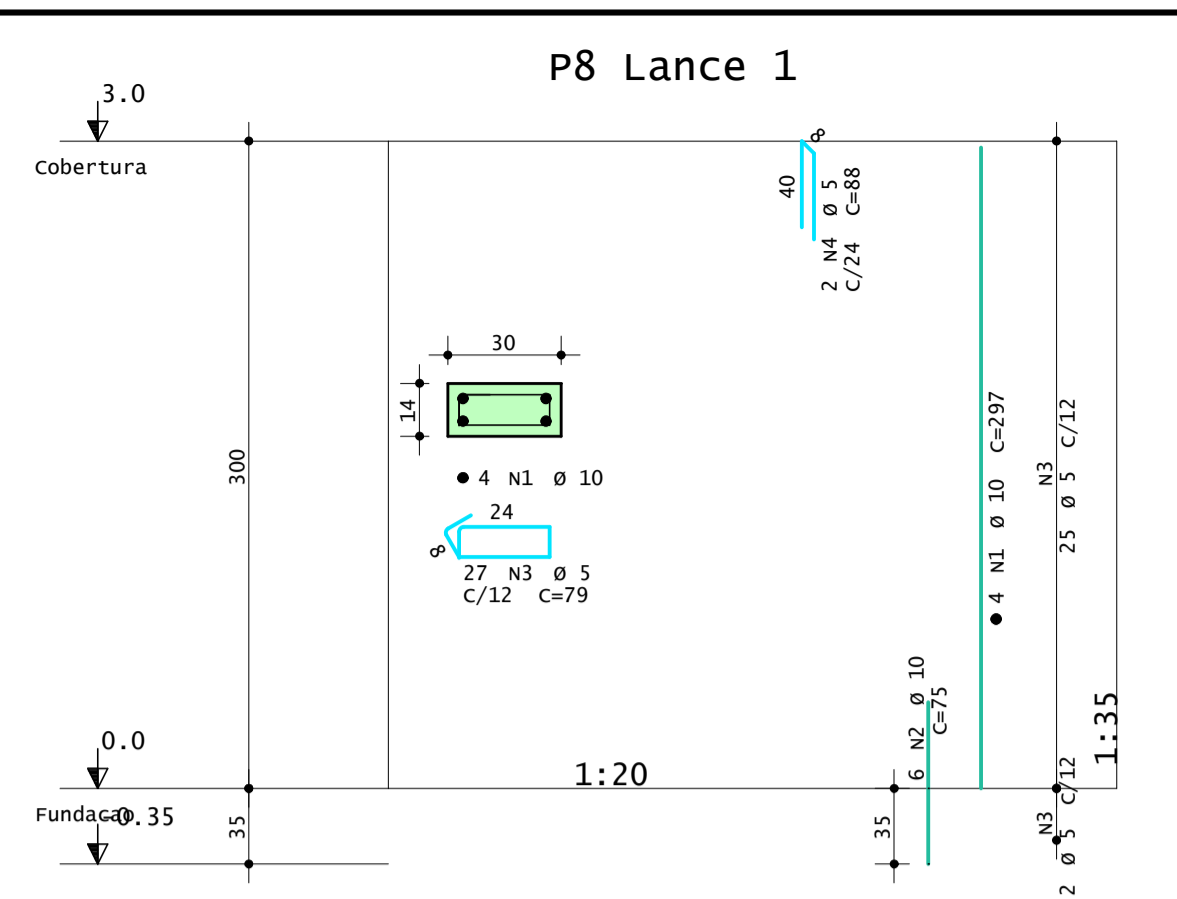 P8 Lance 1
3.0
Cobertura
8
40
2 N4 Ø 5
C/24 C=88
30
14
300
4 N1 Ø 10
24
8
27 N3 Ø 5
C/12 C=79
4 N1 Ø 10 C=297
N3
25 Ø 5 C/12
6 N2 Ø 10
C=75
1:35
0.0
1:20
Fundacao
-0.35
35
35
N3
2 Ø 5 C/12